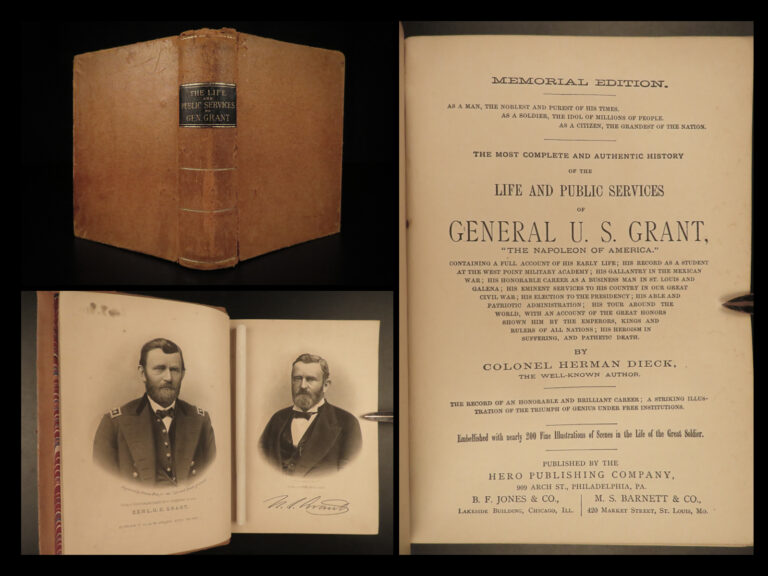 THE LIFE
AND
PUBLIC SERVICES
OF
GEN. GRANT
GENL. U. S. GRANT.
U. S. Grant
MEMORIAL EDITION.
AS A MAN, THE NOBLEST AND PUREST OF HIS TIMES.
AS A SOLDIER, THE IDOL OF MILLIONS OF PEOPLE.
AS A CITIZEN, THE GRANDEST OF THE NATION.
THE MOST COMPLETE AND AUTHENTIC HISTORY
OF THE
LIFE AND PUBLIC SERVICES
OF
GENERAL U. S. GRANT,
"THE NAPOLEON OF AMERICA."
CONTAINING A FULL ACCOUNT OF HIS EARLY LIFE; HIS RECORD AS A STUDENT
AT THE WEST POINT MILITARY ACADEMY; HIS GALLANTRY IN THE MEXICAN
WAR; HIS HONORABLE CAREER AS A BUSINESS MAN IN ST. LOUIS AND
GALENA; HIS EMINENT SERVICES TO HIS COUNTRY IN OUR GREAT
CIVIL WAR; HIS ELECTION TO THE PRESIDENCY; HIS ABLE AND
PATRIOTIC ADMINISTRATION; HIS TOUR AROUND THE
WORLD, WITH AN ACCOUNT OF THE GREAT HONORS
SHOWN HIM BY THE EMPERORS, KINGS AND
RULERS OF ALL NATIONS; HIS HEROISM IN
SUFFERING, AND PATHETIC DEATH.
BY
COLONEL HERMAN DIECK,
THE WELL-KNOWN AUTHOR.
THE RECORD OF AN HONORABLE AND BRILLIANT CAREER; A STRIKING ILLUS-
TRATION OF THE TRIUMPH OF GENIUS UNDER FREE INSTITUTIONS.
Embellished with nearly 200 Fine Illustrations of Scenes in the Life of the Great Soldier.
PUBLISHED BY THE
HERO PUBLISHING COMPANY,
909 ARCH ST., PHILADELPHIA, PA.
B. F. JONES & CO.,
LAKESIDE BUILDING, CHICAGO, ILL.
M. S. BARNETT & CO.,
420 MARKET STREET, ST. LOUIS, MO.